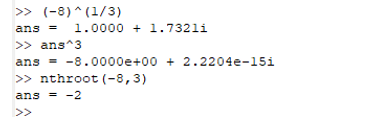 >> (-8)^(1/3)
ans =  1.0000 + 1.7321i
>> ans^3
ans = -8.0000e+00 + 2.2204e-15i
>> nthroot(-8,3)
ans = -2
>>